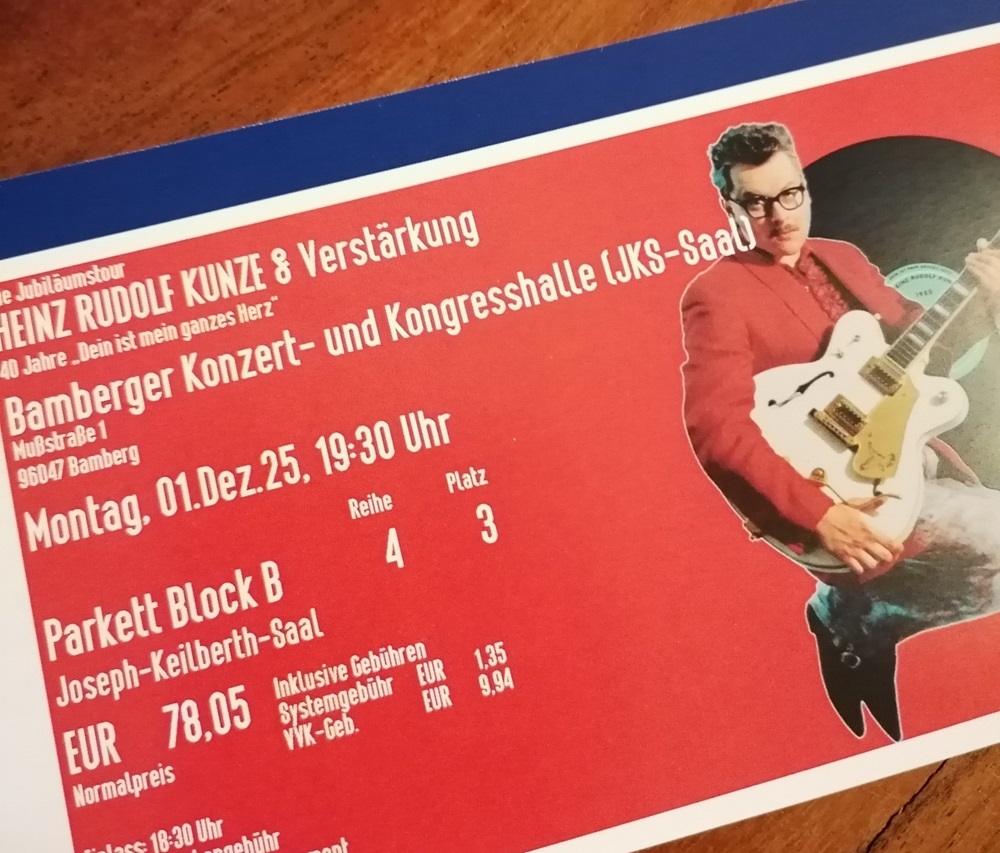 Jubiläumstour
HEINZ RUDOLF KUNZE & Verstärkung
40 Jahre „Dein ist mein ganzes Herz"
Bamberger Konzert- und Kongresshalle (JKS-Saal)
Mußstraße 1
96047 Bamberg
Montag, 01.Dez.25, 19:30 Uhr
Reihe Platz
4 3
Parkett Block B
Joseph-Keilberth-Saal
EUR 78,05
Inklusive Gebühren
Systemgebühr EUR 1,35
VVK-Geb. EUR 9,94
Normalpreis
18:30 Uhr